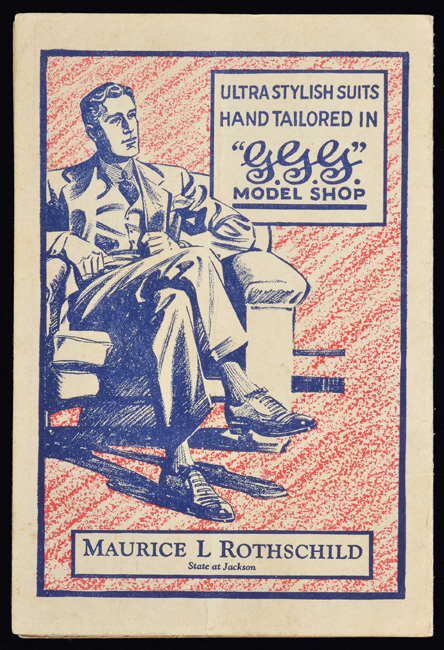 ULTRA STYLISH SUITS
HAND TAILORED IN
"G.G.G."
MODEL SHOP
MAURICE L ROTHSCHILD
State at Jackson